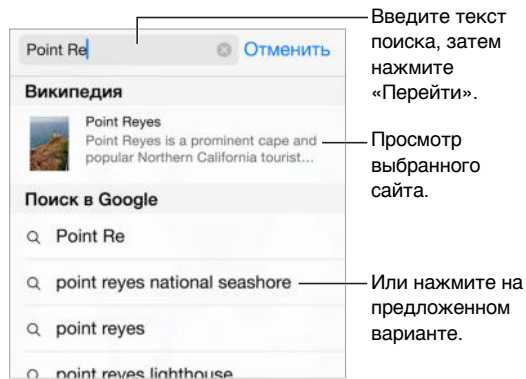 Point Re
Отменить
Введите текст
поиска, затем
нажмите
«Перейти».
Википедия
Point Reyes
Point Reyes is a prominent cape and
popular Northern California tourist...
Просмотр
выбранного
сайта.
Поиск в Google
Point Re
point reyes national seashore
Или нажмите на
предложенном
варианте.
point reyes
point reyes lighthouse